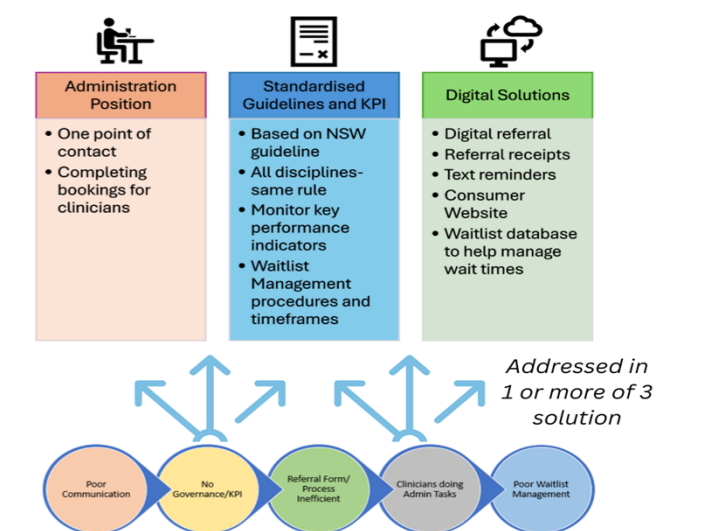 Administration
Position
• One point of
contact
• Completing
bookings for
clinicians
Standardised
Guidelines and KPI
• Based on NSW
guideline
• All disciplines-
same rule
• Monitor key
performance
indicators
• Waitlist
Management
procedures and
timeframes
Digital Solutions
• Digital referral
• Referral receipts
• Text reminders
• Consumer
Website
• Waitlist database
to help manage
wait times
Addressed in
1 or more of 3
solution
Poor
Communication
No
Governance/KPI
Referral Form/
Process
Inefficient
Clinicians doing
Admin Tasks
Poor Waitlist
Management